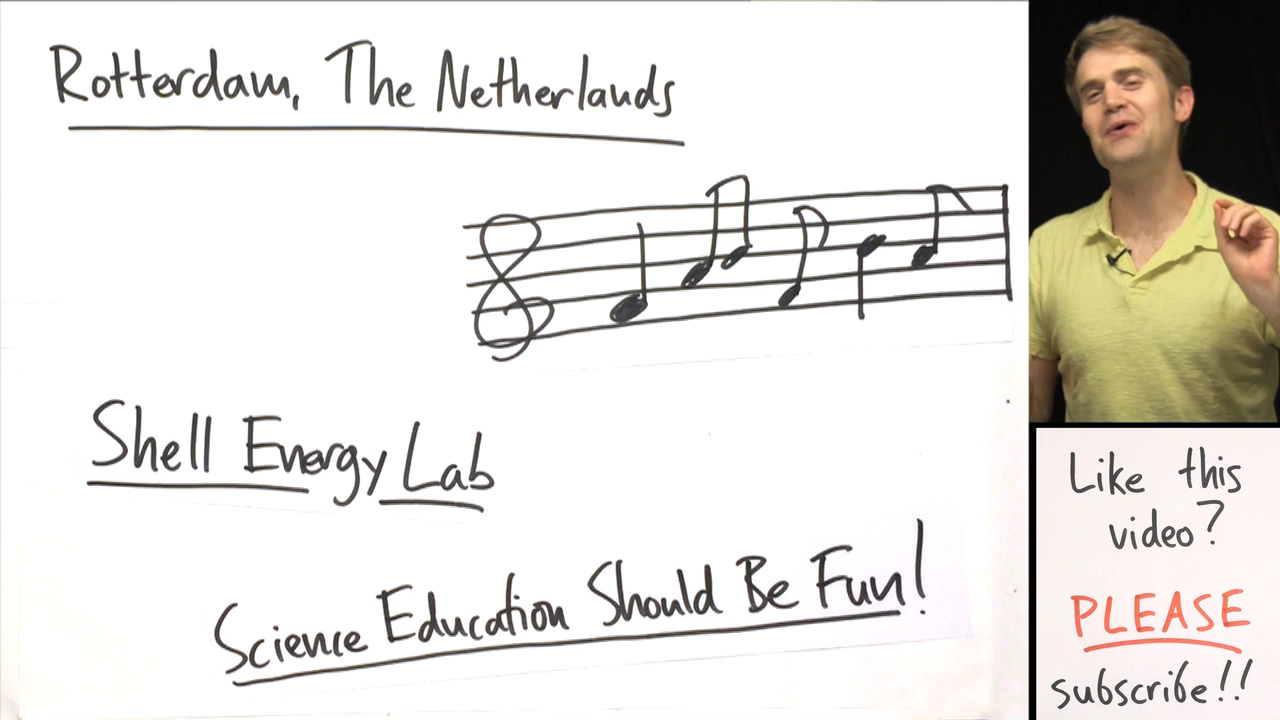 Rotterdam, The Netherlands
Shell Energy Lab
Science Education Should Be Fun!
Like this
video?
PLEASE
subscribe!!